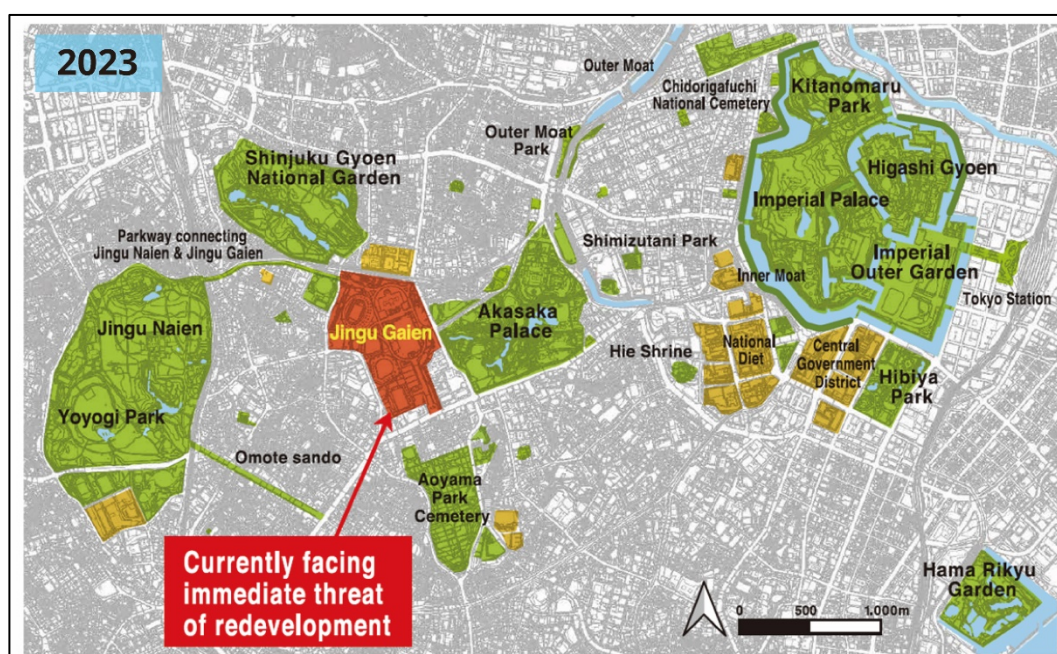 2023
Outer Moat
Chidorigafuchi
National Cemetery
Kitanomaru
Park
Outer Moat
Park
Shinjuku Gyoen
National Garden
Higashi Gyoen
Imperial Palace
Parkway connecting
Jingu Naien & Jingu Gaien
Shimizutani Park
Imperial
Outer Garden
Inner Moat
Tokyo Station
Jingu Naien
Jingu Gaien
Akasaka
Palace
Hie Shrine
National
Diet
Central
Government
District
Hibiya
Park
Yoyogi Park
Omote sando
Aoyama
Park
Cemetery
Currently facing
immediate threat
of redevelopment
Hama Rikyu
Garden
0 500 1,000m